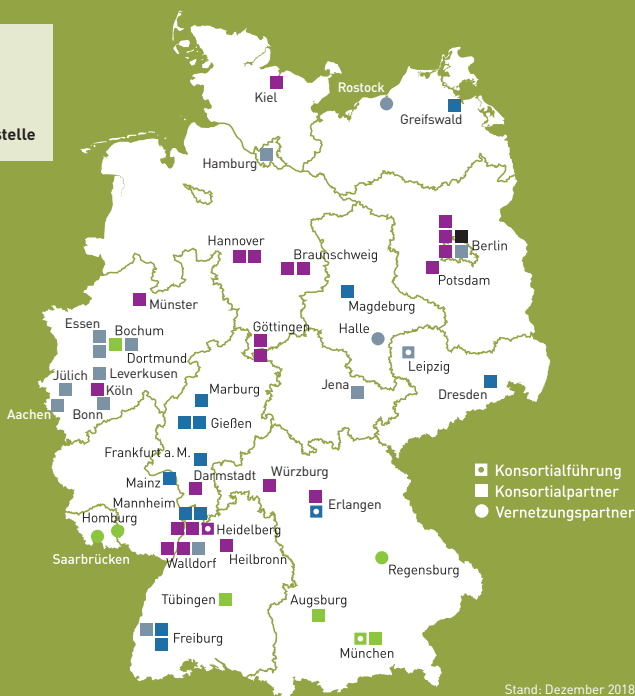 stelle
Kiel
Rostock
Greifswald
Hamburg
Hannover
Braunschweig
Berlin
Potsdam
Münster
Magdeburg
Essen
Bochum
Dortmund
Göttingen
Halle
Leipzig
Jülich
Leverkusen
Köln
Aachen
Bonn
Marburg
Jena
Dresden
Gießen
Frankfurt a. M.
Mainz
Darmstadt
Würzburg
Konsortialführung
Konsortialpartner
Vernetzungspartner
Mannheim
Erlangen
Homburg
Heidelberg
Saarbrücken
Walldorf
Heilbronn
Regensburg
Tübingen
Augsburg
Freiburg
München
Stand: Dezember 2018